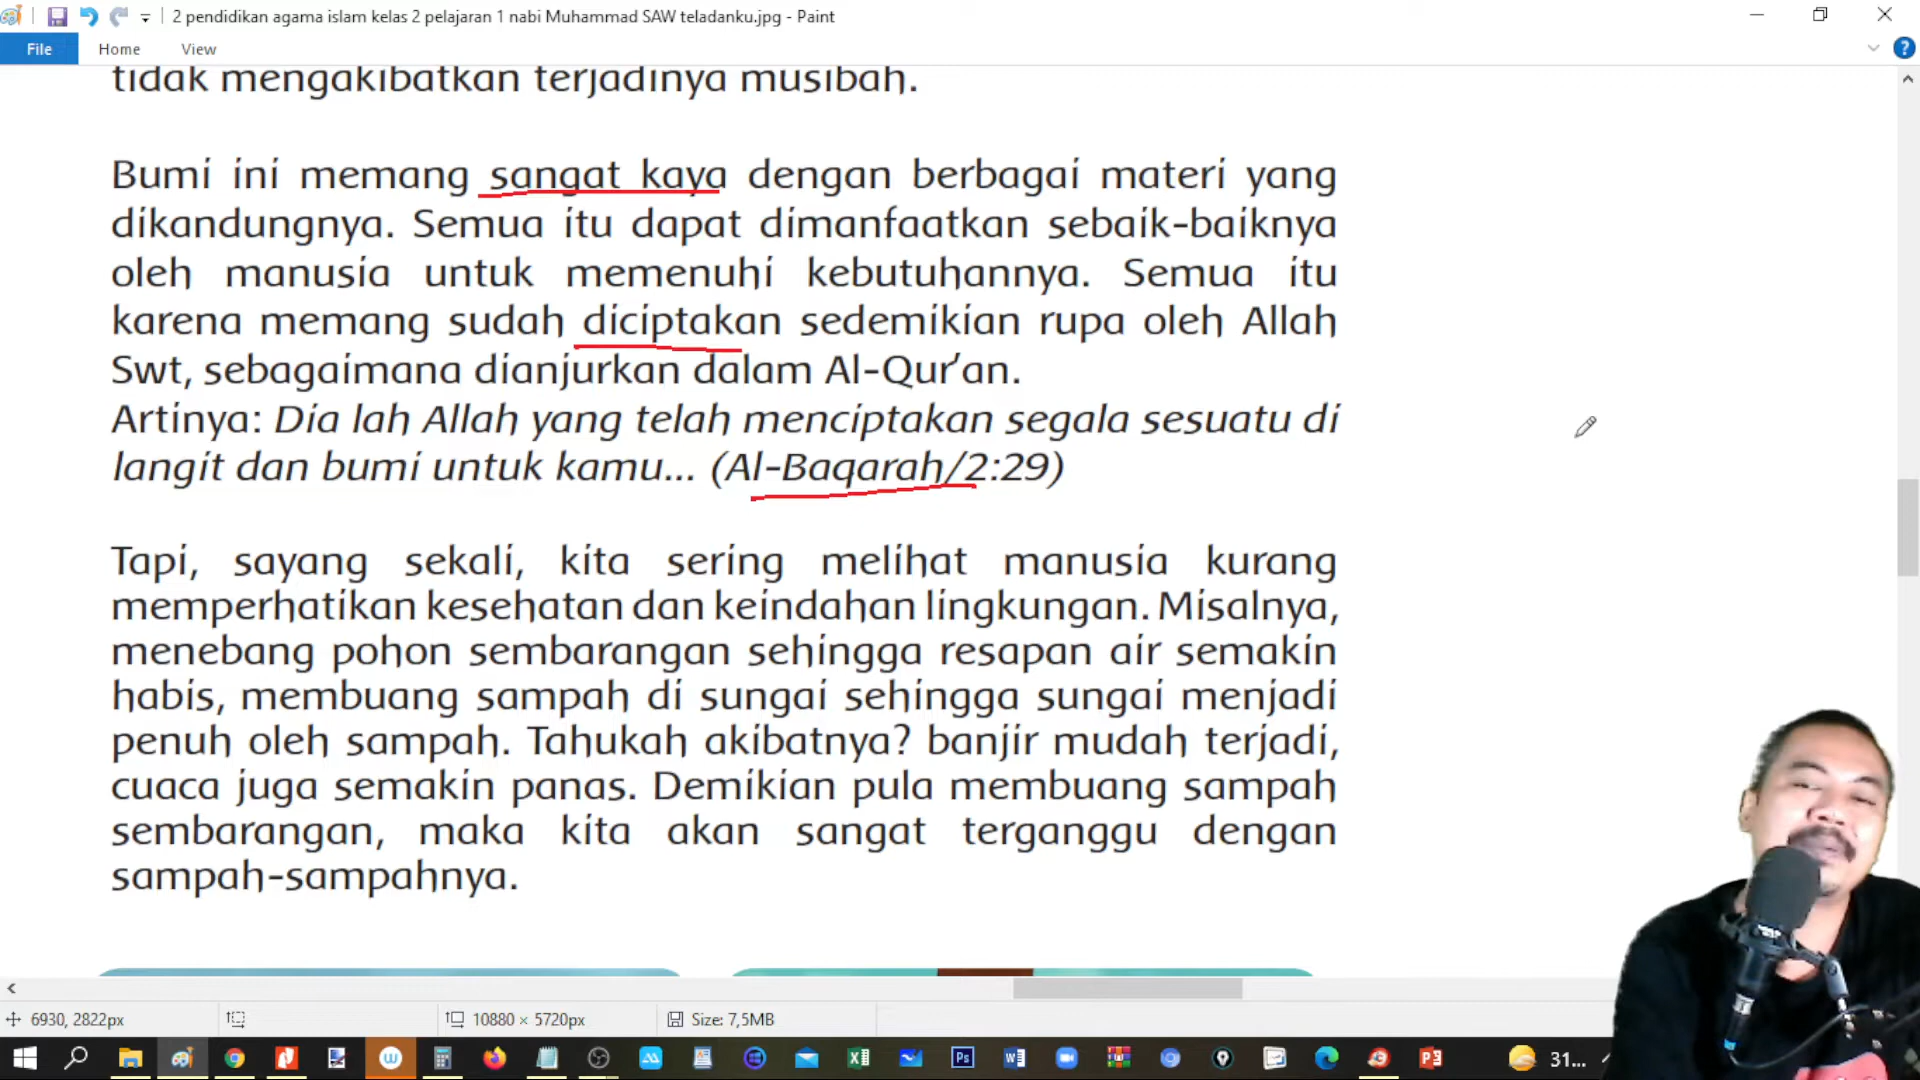 2 pendidikan agama islam kelas 2 pelajaran 1 nabi Muhammad SAW teladanku.jpg - Paint
File Home View
tidak mengakibatkan terjadinya musibah.
Bumi ini memang sangat kaya dengan berbagai materi yang
dikandungnya. Semua itu dapat dimanfaatkan sebaik-baiknya
oleh manusia untuk memenuhi kebutuhannya. Semua itu
karena memang sudah diciptakan sedemikian rupa oleh Allah
Swt, sebagaimana dianjurkan dalam Al-Qur’an.
Artinya: Dia lah Allah yang telah menciptakan segala sesuatu di
langit dan bumi untuk kamu... (Al-Baqarah/2:29)
Tapi, sayang sekali, kita sering melihat manusia kurang
memperhatikan kesehatan dan keindahan lingkungan. Misalnya,
menebang pohon sembarangan sehingga resapan air semakin
habis, membuang sampah di sungai sehingga sungai menjadi
penuh oleh sampah. Tahukah akibatnya? banjir mudah terjadi,
cuaca juga semakin panas. Demikian pula membuang sampah
sembarangan, maka kita akan sangat terganggu dengan
sampah-sampahnya.
6930, 2822px 10880 × 5720px Size: 7,5MB
31...